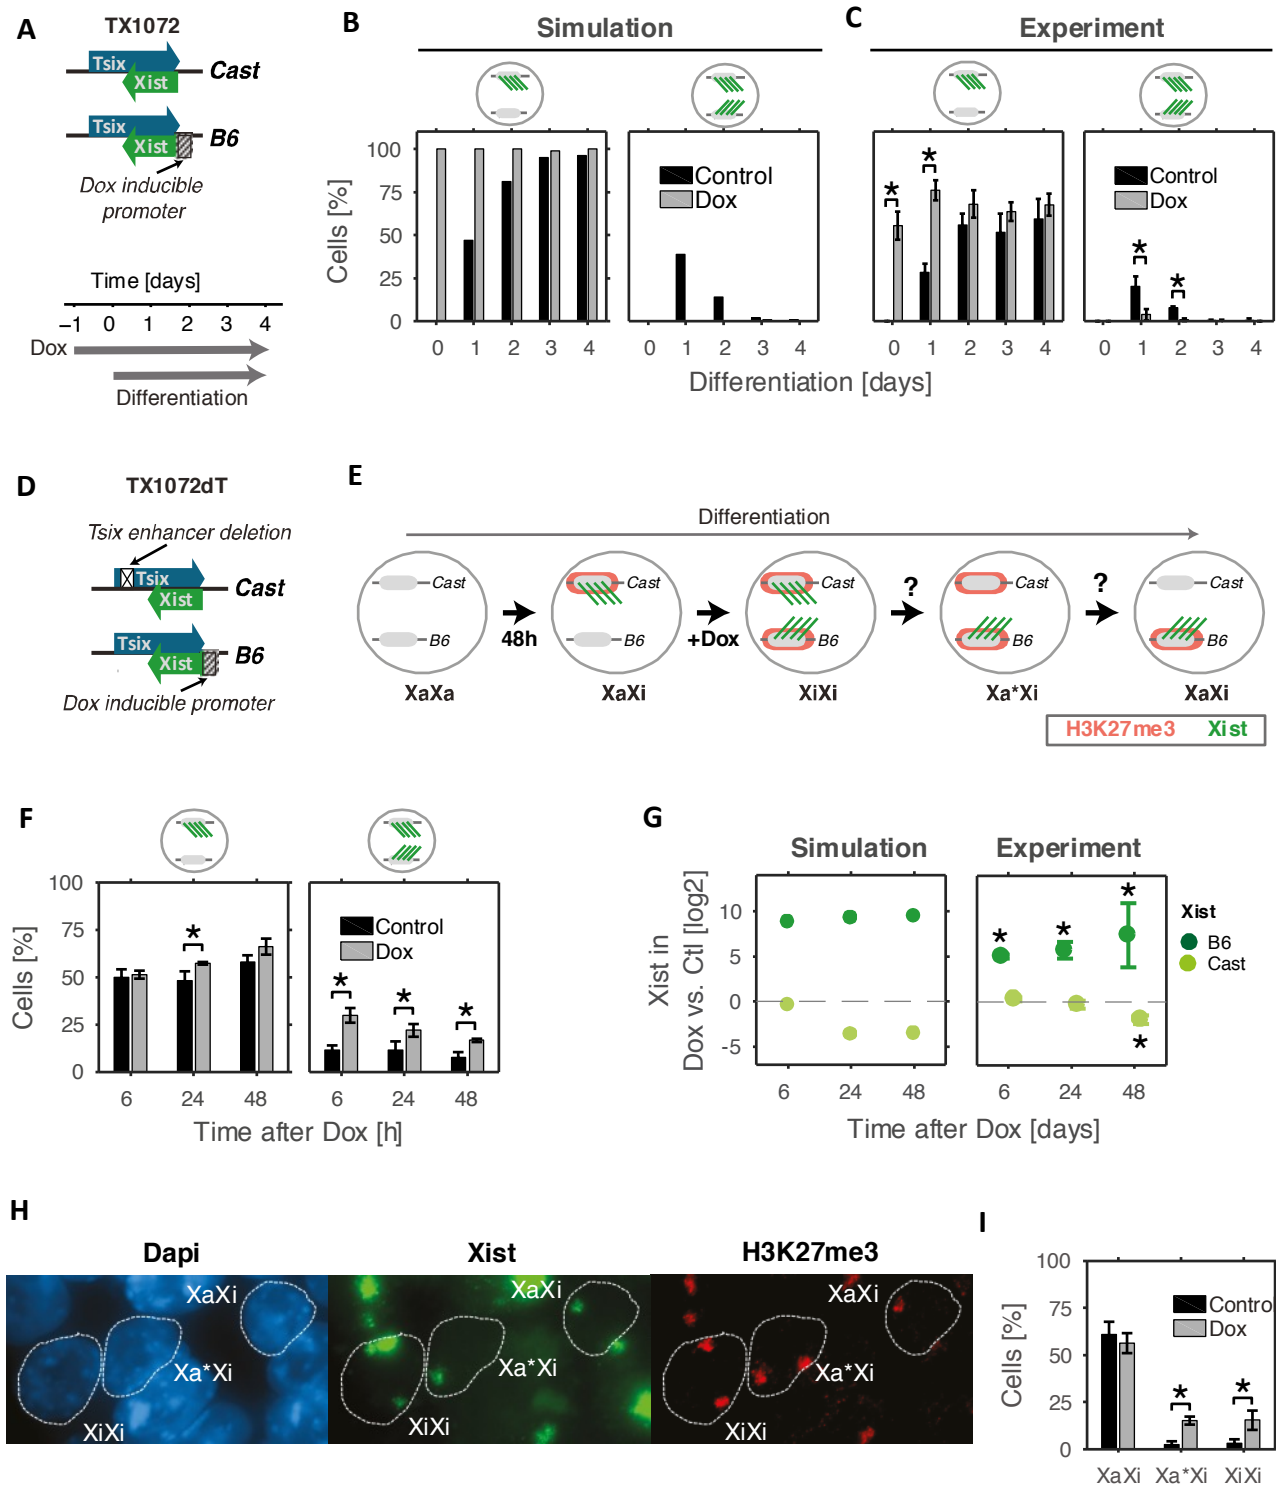 A
TX1072
Tsix
Xist
Cast
Tsix
Xist
B6
Dox inducible
promoter
Time [days]
−1 0 1 2 3 4
Dox
Differentiation
B
Simulation
Cells [%]
100
75
50
25
0
0 1 2 3 4
Control
Dox
0 1 2 3 4
C
Experiment
* *
0 1 2 3 4
Control
Dox
* *
0 1 2 3 4
Differentiation [days]
D
TX1072dT
Tsix enhancer deletion
Tsix
Xist
Cast
Tsix
Xist
B6
Dox inducible promoter
E
Differentiation
Cast Cast Cast Cast Cast
48h +Dox ? ?
B6 B6 B6 B6 B6
XaXa XaXi XiXi Xa*Xi XaXi
H3K27me3 Xist
F
Cells [%]
100
75
50
25
0
*
6 24 48
Control
Dox
* * *
6 24 48
Time after Dox [h]
G
Simulation Experiment
Xist in
Dox vs. Ctl [log2]
10
5
0
-5
* * *
*
6 24 48 6 24 48
Time after Dox [days]
Xist
B6
Cast
H
Dapi Xist H3K27me3
XaXi XaXi XaXi
Xa*Xi Xa*Xi Xa*Xi
XiXi XiXi XiXi
I
Cells [%]
100
75
50
25
0
Contro
Dox
* *
XaXi Xa*Xi XiXi